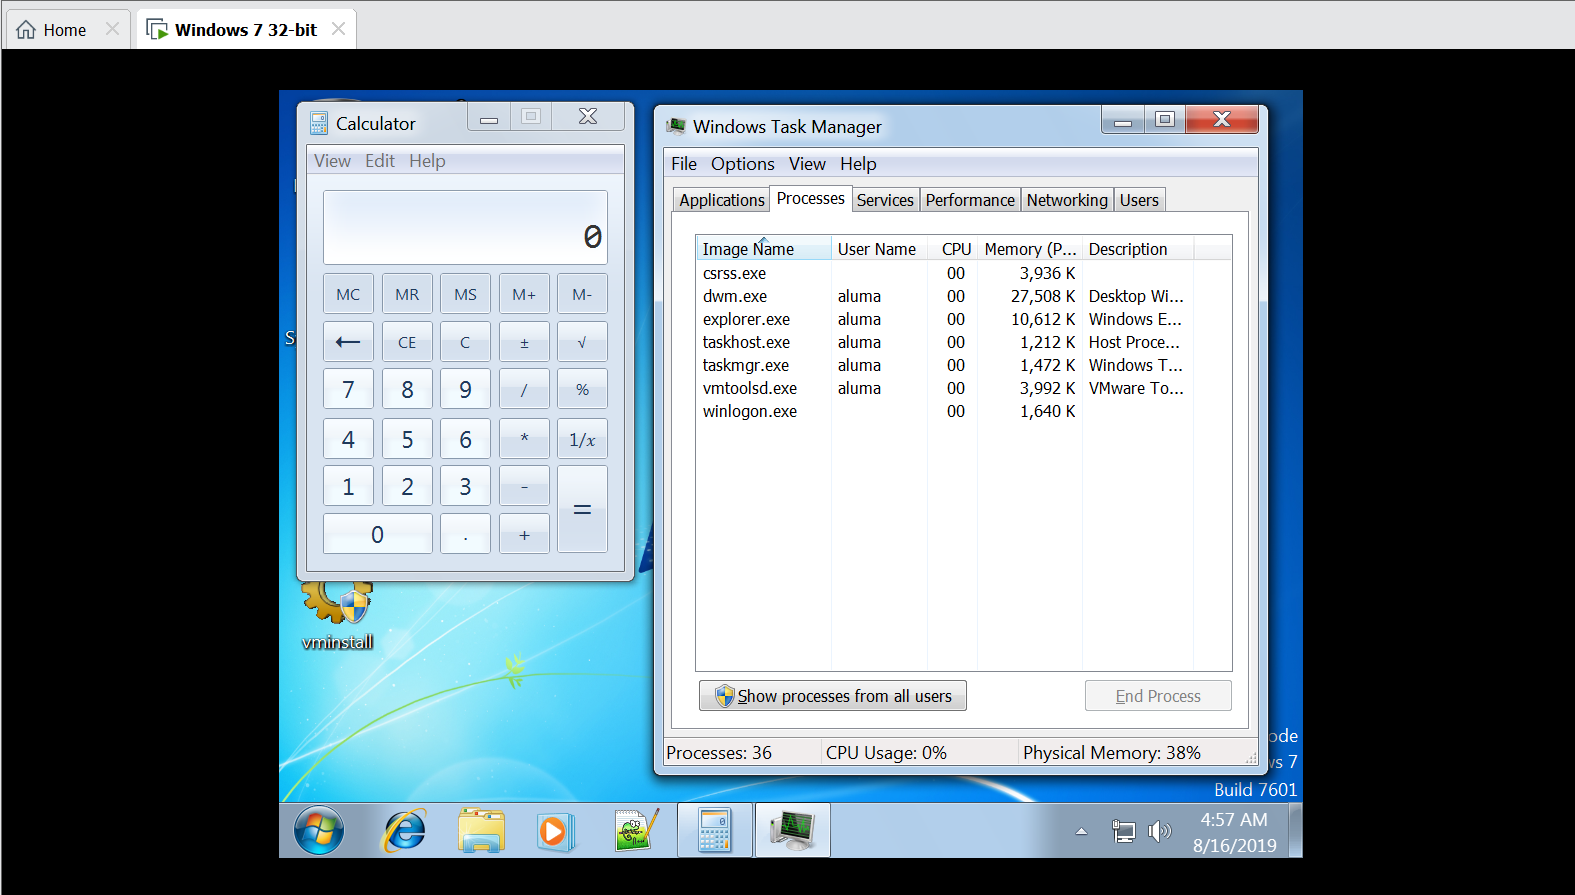 Home
Windows 7 32-bit
Calculator
View Edit Help
0
MC MR MS M+ M-
← CE C ± √
7 8 9 / %
4 5 6 * 1/x
1 2 3 - =
0 . +
vminstall
Windows Task Manager
File Options View Help
Applications Processes Services Performance Networking Users
Image Name User Name CPU Memory (P... Description
csrss.exe 00 3,936 K
dwm.exe aluma 00 27,508 K Desktop Wi...
explorer.exe aluma 00 10,612 K Windows E...
taskhost.exe aluma 00 1,212 K Host Proce...
taskmgr.exe aluma 00 1,472 K Windows T...
vmtoolsd.exe aluma 00 3,992 K VMware To...
winlogon.exe 00 1,640 K
Show processes from all users
End Process
Processes: 36 CPU Usage: 0% Physical Memory: 38%
ode
ws 7
Build 7601
4:57 AM
8/16/2019